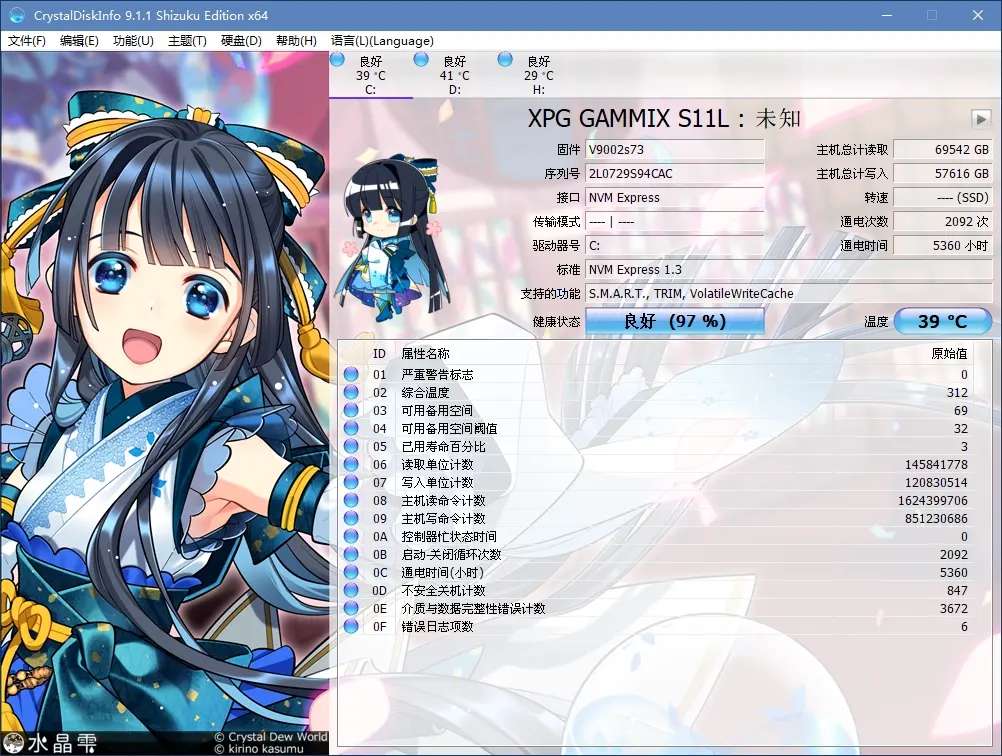 CrystalDiskInfo 9.1.1 Shizuku Edition x64
文件(F) 编辑(E) 功能(U) 主题(T) 硬盘(D) 帮助(H) 语言(L)(Language)
良好 良好 良好
39 °C 41 °C 29 °C
C: D: H:
XPG GAMMIX S11L : 未知
固件 V9002s73 主机总计读取 69542 GB
序列号 2L0729S94CAC 主机总计写入 57616 GB
接口 NVM Express 转速 ---- (SSD)
传输模式 ---- | ---- 通电次数 2092 次
驱动器号 C: 通电时间 5360 小时
标准 NVM Express 1.3
支持的功能 S.M.A.R.T., TRIM, VolatileWriteCache
健康状态 良好 (97 %) 温度 39 °C
ID 属性名称 原始值
01 严重警告标志 0
02 综合温度 312
03 可用备用空间 69
04 可用备用空间阈值 32
05 已用寿命百分比 3
06 读取单位计数 145841778
07 写入单位计数 120830514
08 主机读命令计数 1624399706
09 主机写命令计数 851230686
0A 控制器忙状态时间 0
0B 启动-关闭循环次数 2092
0C 通电时间(小时) 5360
0D 不安全关机计数 847
0E 介质与数据完整性错误计数 3672
0F 错误日志项数 6
水晶雫
© Crystal Dew World
© kirino kasumu